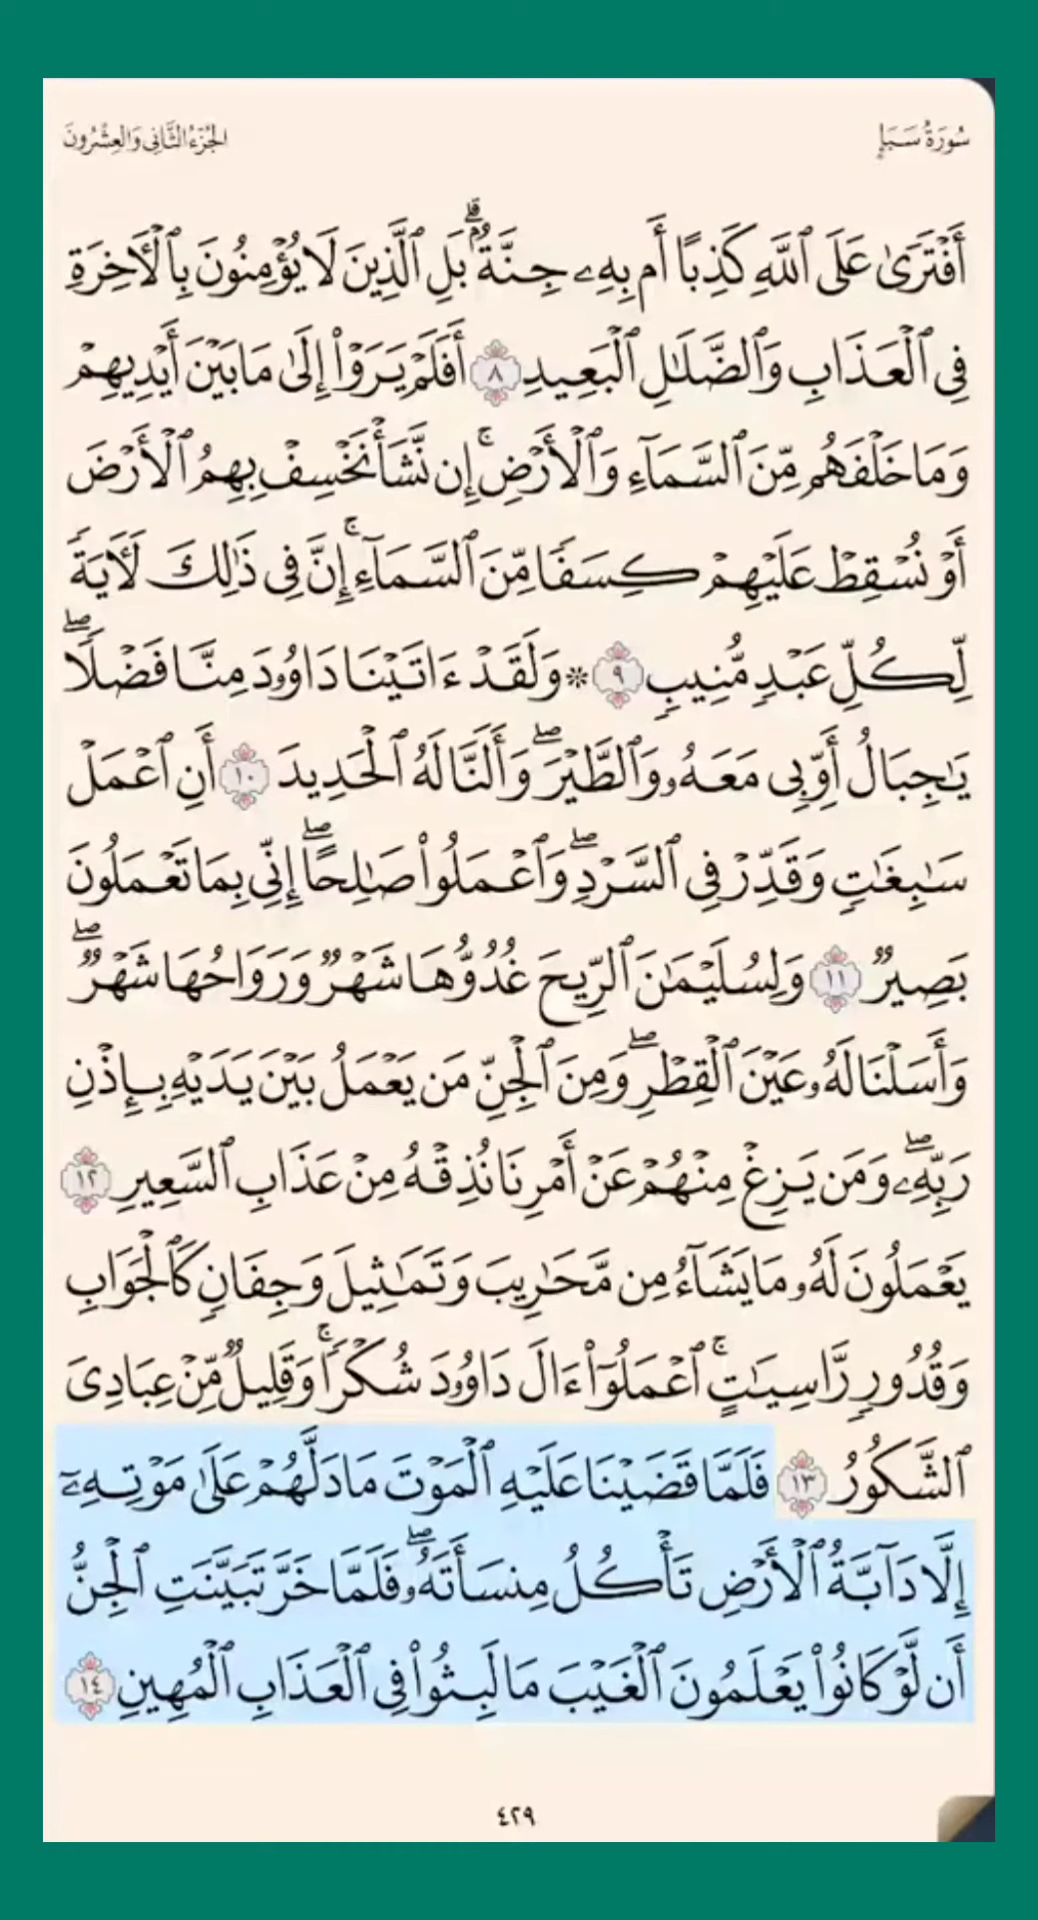 سُورَةُ سَبَإٍ
الجُزْءُ الثَّانِي وَالعِشْرُونَ
أَفْتَرَىٰ عَلَى ٱللَّهِ كَذِبًا أَم بِهِۦ جِنَّةٌۢۗ بَلِ ٱلَّذِينَ لَا يُؤْمِنُونَ بِٱلْأَخِرَةِ
فِى ٱلْعَذَابِ وَٱلضَّلَٰلِ ٱلْبَعِيدِ ٨ أَفَلَمْ يَرَوْا۟ إِلَىٰ مَا بَيْنَ أَيْدِيهِمْ
وَمَا خَلْفَهُم مِّنَ ٱلسَّمَآءِ وَٱلْأَرْضِۚ إِن نَّشَأْ نَخْسِفْ بِهِمُ ٱلْأَرْضَ
أَوْ نُسْقِطْ عَلَيْهِمْ كِسَفًا مِّنَ ٱلسَّمَآءِۚ إِنَّ فِى ذَٰلِكَ لَءَايَةً
لِّكُلِّ عَبْدٍ مُّنِيبٍ ٩ * وَلَقَدْ ءَاتَيْنَا دَاوُۥدَ مِنَّا فَضْلًاۖ
يَٰجِبَالُ أَوِّبِى مَعَهُۥ وَٱلطَّيْرَۖ وَأَلَنَّا لَهُ ٱلْحَدِيدَ ١٠ أَنِ ٱعْمَلْ
سَٰبِغَٰتٍ وَقَدِّرْ فِى ٱلسَّرْدِۖ وَٱعْمَلُوا۟ صَٰلِحًاۖ إِنِّى بِمَا تَعْمَلُونَ
بَصِيرٌ ١١ وَلِسُلَيْمَٰنَ ٱلرِّيحَ غُدُوُّهَا شَهْرٌ وَرَوَاحُهَا شَهْرٌۖ
وَأَسَلْنَا لَهُۥ عَيْنَ ٱلْقِطْرِۖ وَمِنَ ٱلْجِنِّ مَن يَعْمَلُ بَيْنَ يَدَيْهِ بِإِذْنِ
رَبِّهِۦۖ وَمَن يَزِغْ مِنْهُمْ عَنْ أَمْرِنَا نُذِقْهُ مِنْ عَذَابِ ٱلسَّعِيرِ ١٢
يَعْمَلُونَ لَهُۥ مَا يَشَآءُ مِن مَّحَٰرِيبَ وَتَمَٰثِيلَ وَجِفَانٍ كَٱلْجَوَابِ
وَقُدُورٍ رَّاسِيَٰتٍۚ ٱعْمَلُوٓا۟ ءَالَ دَاوُۥدَ شُكْرًاۚ وَقَلِيلٌ مِّنْ عِبَادِىَ
ٱلشَّكُورُ ١٣ فَلَمَّا قَضَيْنَا عَلَيْهِ ٱلْمَوْتَ مَا دَلَّهُمْ عَلَىٰ مَوْتِهِۦٓ
إِلَّا دَآبَّةُ ٱلْأَرْضِ تَأْكُلُ مِنسَأَتَهُۥۖ فَلَمَّا خَرَّ تَبَيَّنَتِ ٱلْجِنُّ
أَن لَّوْ كَانُوا۟ يَعْلَمُونَ ٱلْغَيْبَ مَا لَبِثُوا۟ فِى ٱلْعَذَابِ ٱلْمُهِينِ ١٤
٤٢٩